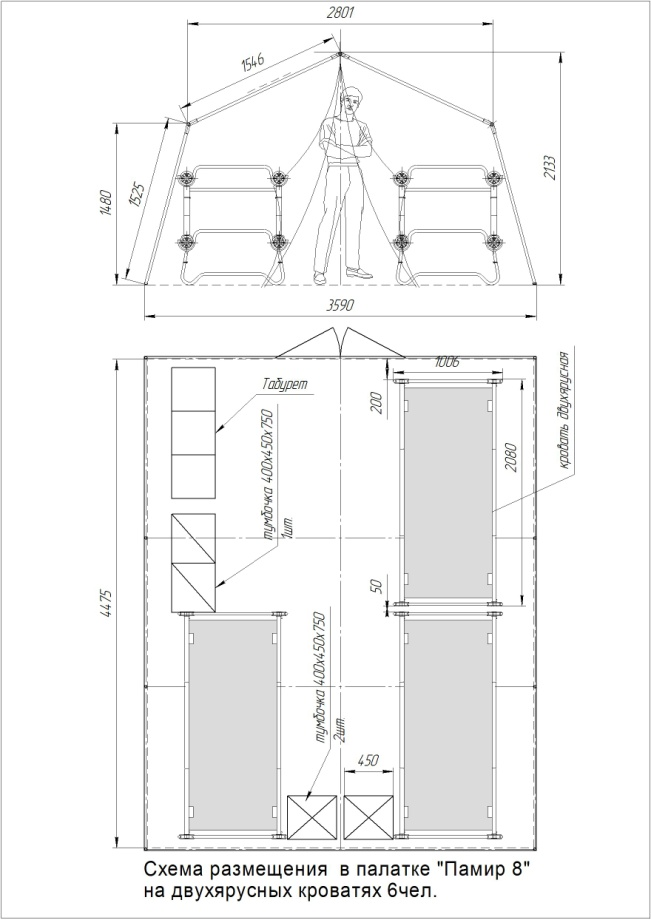 2801
1546
1480
1525
2133
3590
1006
Табурет
200
2080
кровать двухярусная
тумбочка 400х450х750
1шт.
50
4475
тумбочка 400х450х750
2шт.
450
Схема размещения в палатке "Памир 8"
на двухярусных кроватях 6чел.